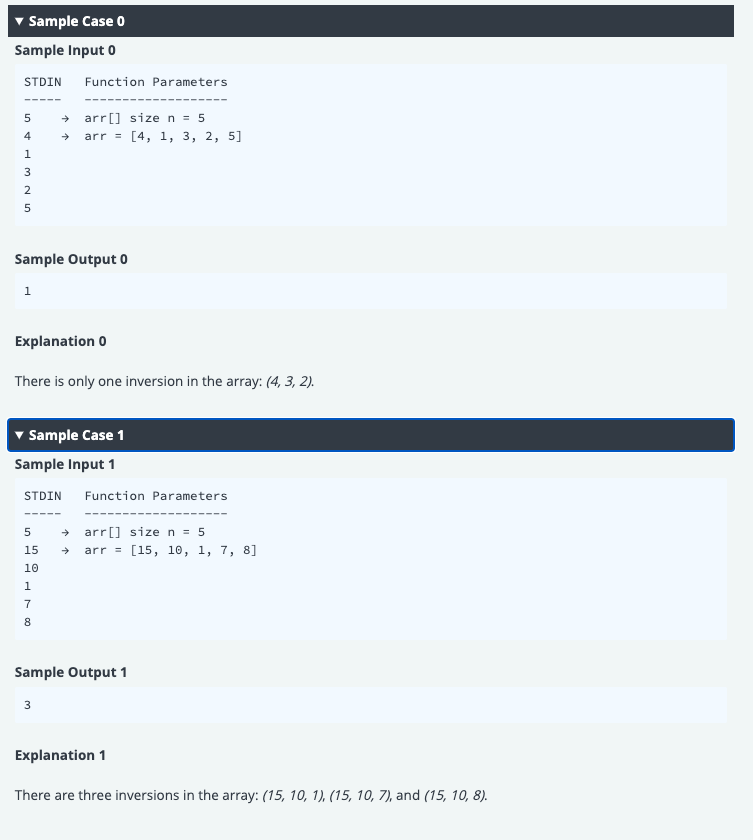 ▼ Sample Case 0
Sample Input 0
STDIN   Function Parameters
-----   -------------------
5    →  arr[] size n = 5
4    →  arr = [4, 1, 3, 2, 5]
1
3
2
5
Sample Output 0
1
Explanation 0
There is only one inversion in the array: (4, 3, 2).
▼ Sample Case 1
Sample Input 1
STDIN   Function Parameters
-----   -------------------
5    →  arr[] size n = 5
15   →  arr = [15, 10, 1, 7, 8]
10
1
7
8
Sample Output 1
3
Explanation 1
There are three inversions in the array: (15, 10, 1), (15, 10, 7), and (15, 10, 8).